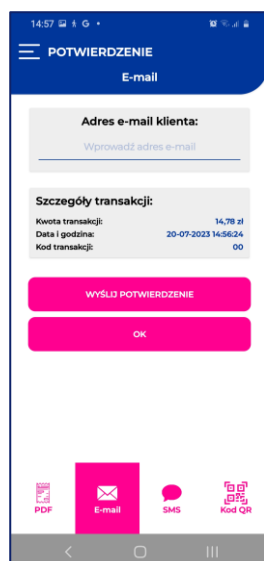 14:57 G •
POTWIERDZENIE
E-mail
Adres e-mail klienta:
Wprowadź adres e-mail
Szczegóły transakcji:
Kwota transakcji: 14,78 zł
Data i godzina: 20-07-2023 14:56:24
Kod transakcji: 00
WYŚLIJ POTWIERDZENIE
OK
PDF E-mail SMS Kod QR